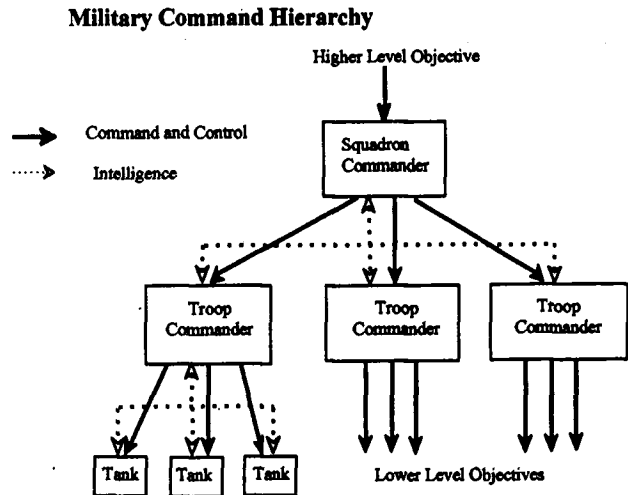 Military Command Hierarchy
Higher Level Objective
Command and Control
Intelligence
Squadron
Commander
Troop
Commander
Troop
Commander
Troop
Commander
Tank
Tank
Tank
Lower Level Objectives